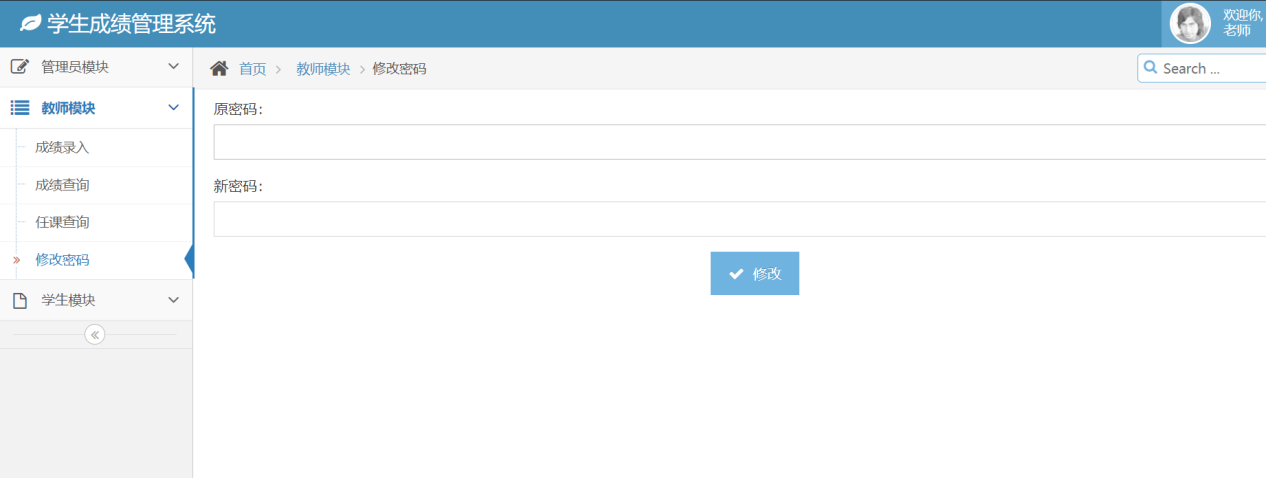 学生成绩管理系统
欢迎你,
老师
管理员模块
首页 教师模块 修改密码
Search ...
教师模块
成绩录入
成绩查询
任课查询
修改密码
学生模块
原密码:
新密码:
修改